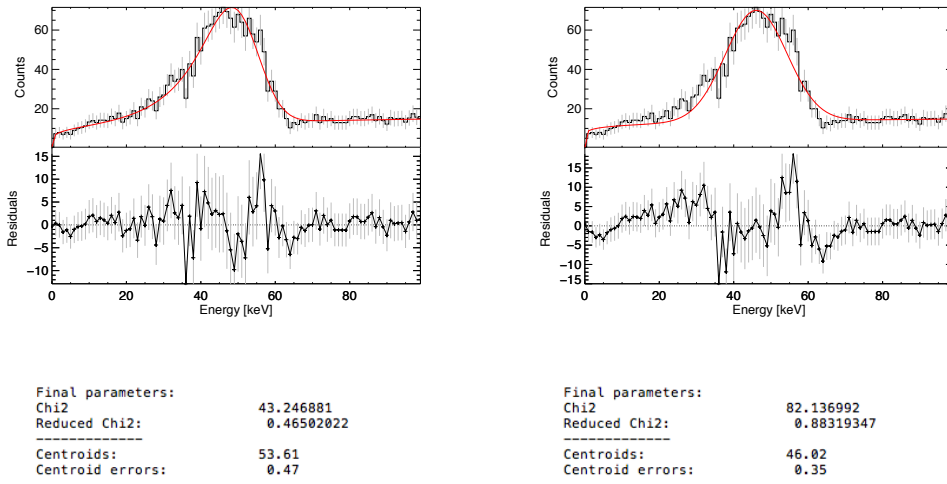 60
40
20
Counts
15
10
5
0
−5
−10
Residuals
0
20
40
60
80
Energy [keV]
60
40
20
Counts
15
10
5
0
−5
−10
−15
Residuals
0
20
40
60
80
Energy [keV]
Final parameters:
Chi2 43.246881
Reduced Chi2: 0.46502022
-------------
Centroids: 53.61
Centroid errors: 0.47
Final parameters:
Chi2 82.136992
Reduced Chi2: 0.88319347
-------------
Centroids: 46.02
Centroid errors: 0.35